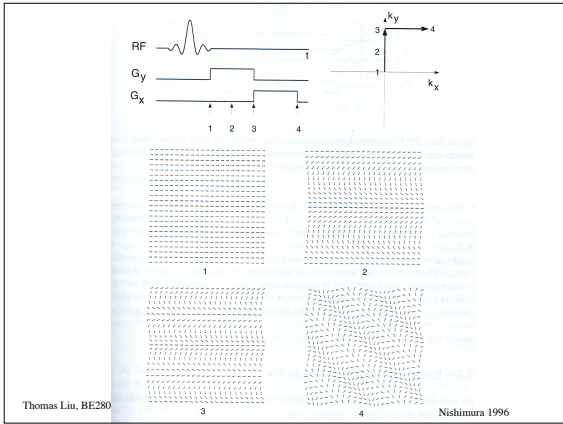 RF
t
Gy
Gx
1 2 3 4
ky
3 4
2
1
kx
1
2
3
4
Thomas Liu, BE280
Nishimura 1996